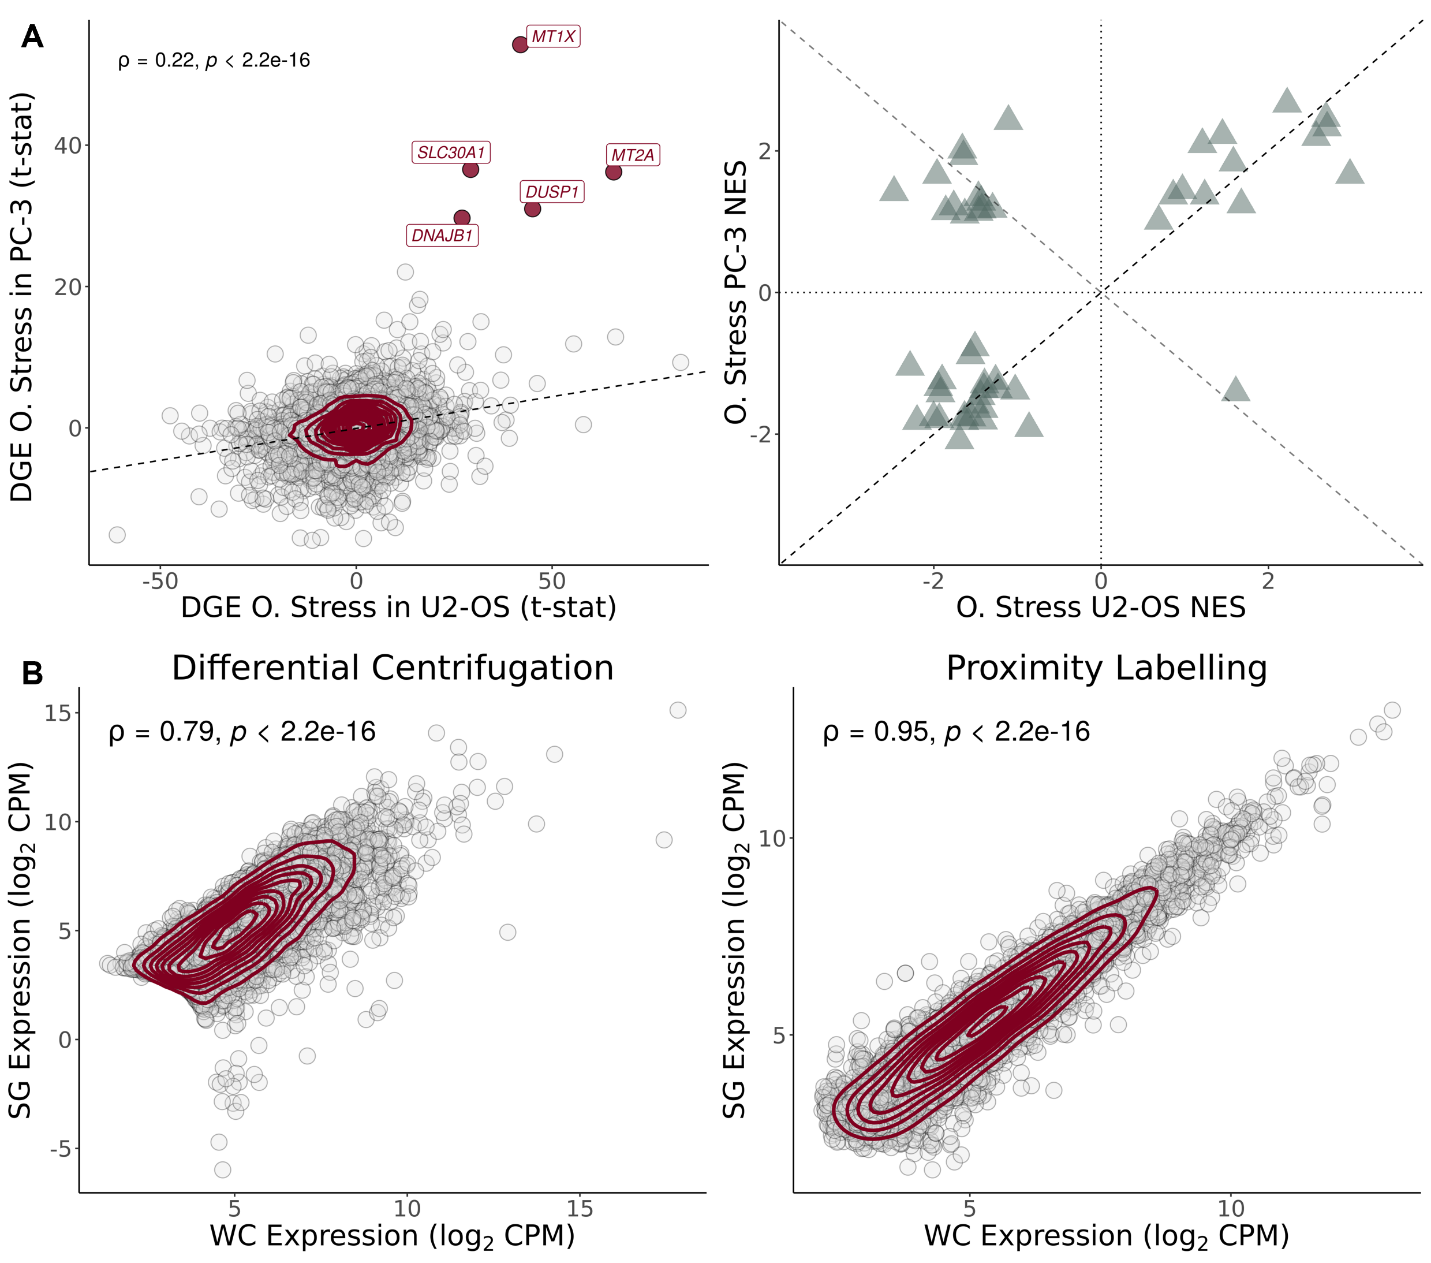 A
ρ = 0.22, p < 2.2e-16
MT1X
SLC30A1
MT2A
DUSP1
DNAJB1
DGE O. Stress in PC-3 (t-stat)
40
20
0
-50
0
50
DGE O. Stress in U2-OS (t-stat)
O. Stress PC-3 NES
2
0
-2
-2
0
2
O. Stress U2-OS NES
B
Differential Centrifugation
ρ = 0.79, p < 2.2e-16
SG Expression (log₂ CPM)
15
10
5
0
-5
5
10
15
WC Expression (log₂ CPM)
Proximity Labelling
ρ = 0.95, p < 2.2e-16
SG Expression (log₂ CPM)
10
5
5
10
WC Expression (log₂ CPM)